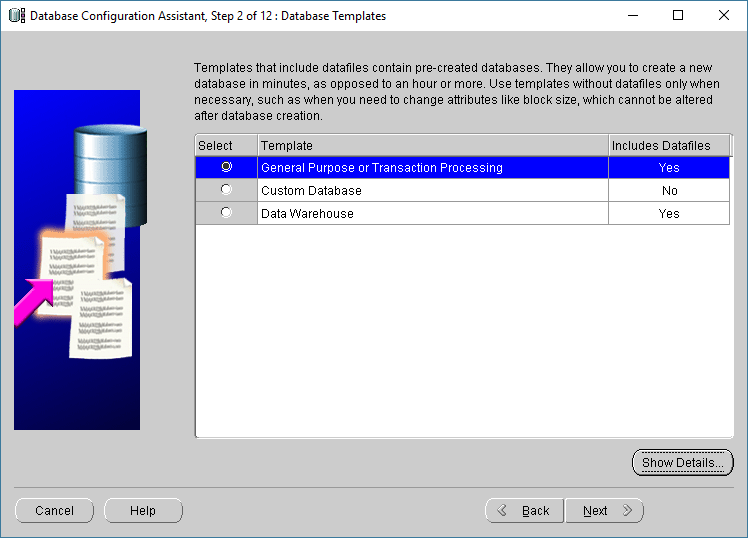 Database Configuration Assistant, Step 2 of 12 : Database Templates
Templates that include datafiles contain pre-created databases. They allow you to create a new
database in minutes, as opposed to an hour or more. Use templates without datafiles only when
necessary, such as when you need to change attributes like block size, which cannot be altered
after database creation.
Select Template Includes Datafiles
General Purpose or Transaction Processing Yes
Custom Database No
Data Warehouse Yes
Show Details...
Cancel Help Back Next